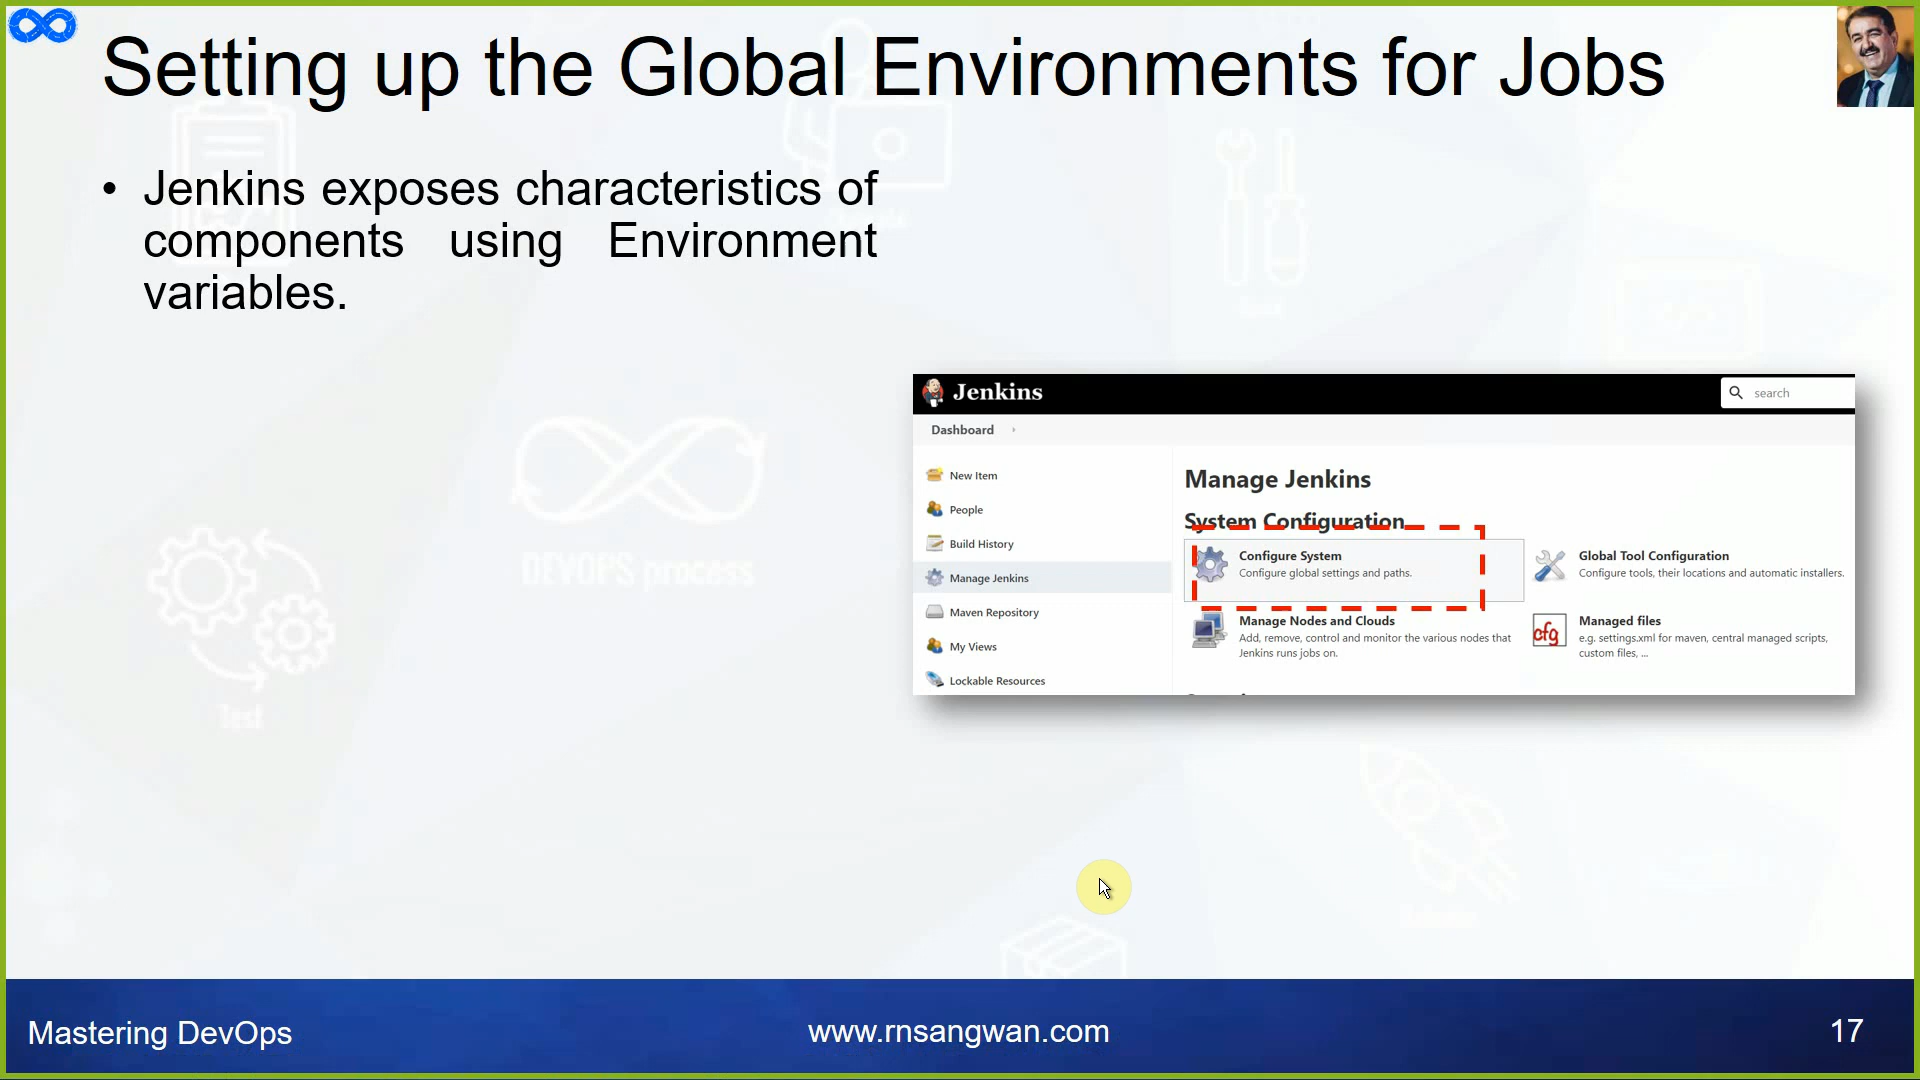 Setting up the Global Environments for Jobs
• Jenkins exposes characteristics of
components using Environment
variables.
Jenkins
search
Dashboard
New Item
People
Build History
Manage Jenkins
Maven Repository
My Views
Lockable Resources
Manage Jenkins
System Configuration
Configure System
Configure global settings and paths.
Global Tool Configuration
Configure tools, their locations and automatic installers.
Manage Nodes and Clouds
Add, remove, control and monitor the various nodes that
Jenkins runs jobs on.
cfg
Managed files
e.g. settings.xml for maven, central managed scripts,
custom files, ...
DEVOPS process
Test
Mastering DevOps
www.rnsangwan.com
17